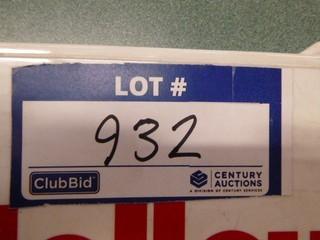 LOT #
932
ClubBid
CENTURY
AUCTIONS
A DIVISION OF CENTURY SERVICES